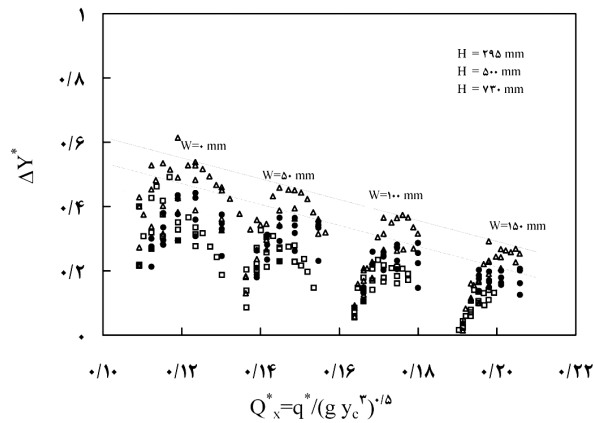 ۱
۰/۸
۰/۶
۰/۴
۰/۲
۰
ΔY*
H = ۲۹۵ mm
H = ۵۰۰ mm
H = ۷۳۰ mm
W=۰ mm
W=۵۰ mm
W=۱۰۰ mm
W=۱۵۰ mm
۰/۱۰ ۰/۱۲ ۰/۱۴ ۰/۱۶ ۰/۱۸ ۰/۲۰ ۰/۲۲
Q*ₓ=q*/(g y_c³)^۰/۵